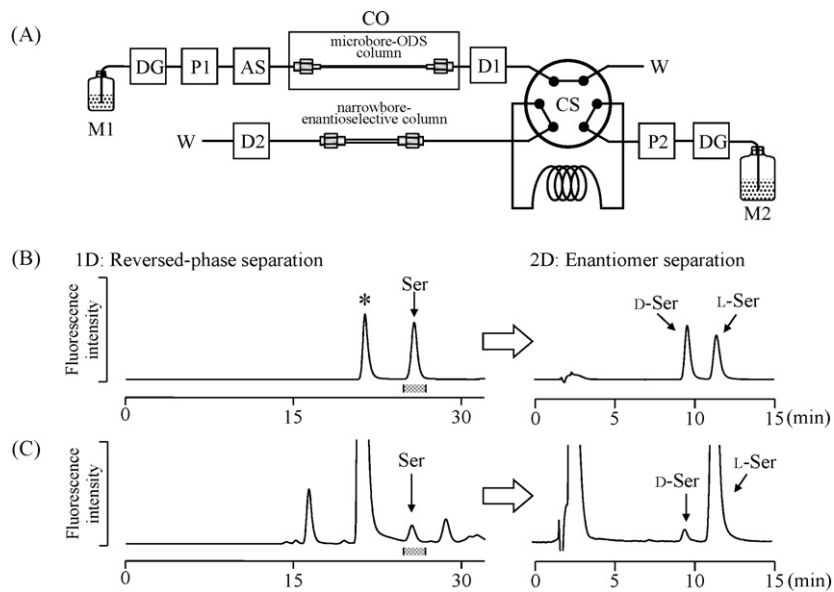 (A)
CO
microbore-ODS
column
DG
P1
AS
D1
W
M1
CS
narrowbore-
enantioselective column
W
D2
P2
DG
M2
(B)
1D: Reversed-phase separation
2D: Enantiomer separation
Fluorescence
intensity
*
Ser
D-Ser
L-Ser
0
15
30
0
5
10
15 (min)
(C)
Fluorescence
intensity
Ser
D-Ser
L-Ser
0
15
30
0
5
10
15 (min)